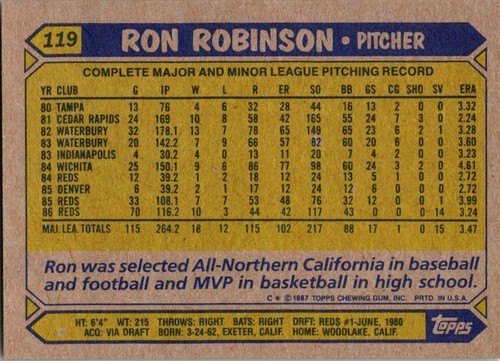 119 RON ROBINSON • PITCHER
COMPLETE MAJOR AND MINOR LEAGUE PITCHING RECORD
YR CLUB G IP W L R ER SO BB GS CG SHO SV ERA
80 TAMPA 13 76 4 4 32 28 44 16 13 2 0 0 3.32
81 CEDAR RAPIDS 24 169 10 8 58 42 165 55 24 7 3 0 2.24
82 WATERBURY 32 178.1 13 7 78 65 149 65 23 6 2 1 3.28
83 WATERBURY 20 142.2 7 9 66 57 82 60 20 6 1 0 3.60
83 INDIANAPOLIS 4 30.2 4 0 13 11 20 7 4 3 1 0 3.23
84 WICHITA 25 150.1 9 6 86 77 98 60 24 3 2 0 4.61
84 REDS 12 39.2 1 2 18 12 24 13 5 1 0 0 2.72
85 DENVER 6 39.2 1 2 17 12 24 12 6 1 0 0 2.72
85 REDS 33 108.1 7 7 53 48 76 32 12 0 0 1 3.99
86 REDS 70 116.2 10 3 44 42 117 43 0 0 0 14 3.24
MAJ. LEA. TOTALS 115 264.2 18 12 115 102 217 88 17 1 0 15 3.47
Ron was selected All-Northern California in baseball
and football and MVP in basketball in high school.
C* © 1987 TOPPS CHEWING GUM, INC. PRTD. IN U.S.A.
HT: 6'4" WT: 215 THROWS: RIGHT BATS: RIGHT DRFT: REDS #1-JUNE, 1980
ACQ: VIA DRAFT BORN: 3-24-62, EXETER, CALIF. HOME: WOODLAKE, CALIF.
topps